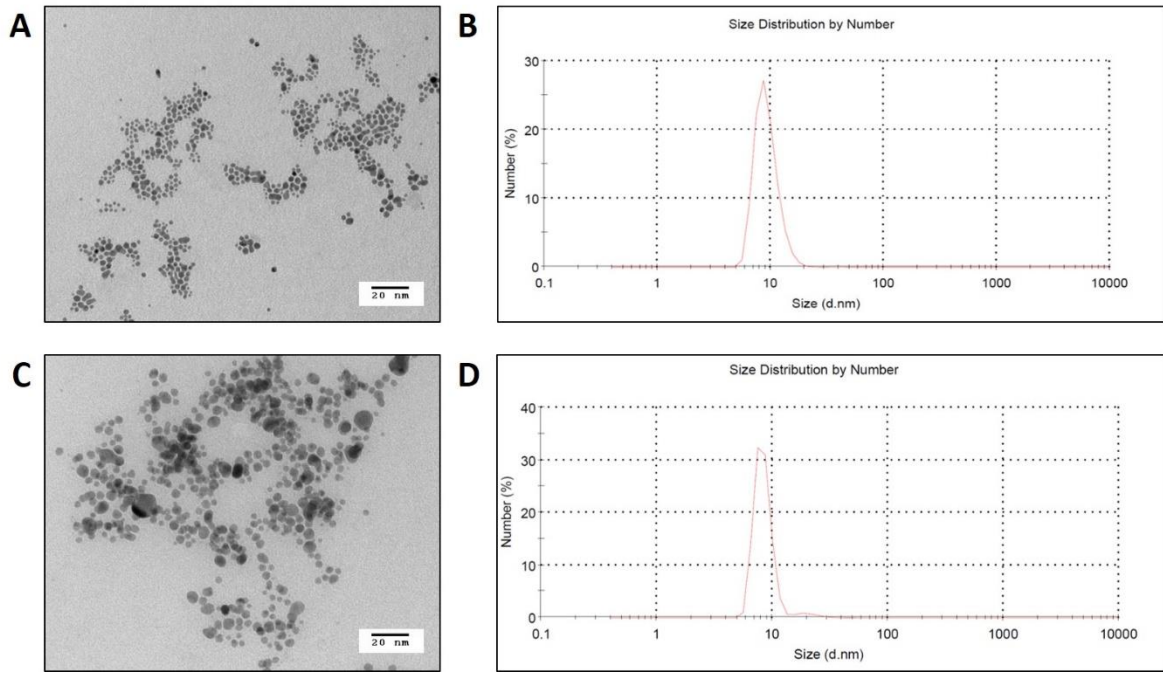 A
20 nm
B
Size Distribution by Number
Number (%)
30
20
10
0
0.1 1 10 100 1000 10000
Size (d.nm)
C
20 nm
D
Size Distribution by Number
Number (%)
40
30
20
10
0
0.1 1 10 100 1000 10000
Size (d.nm)